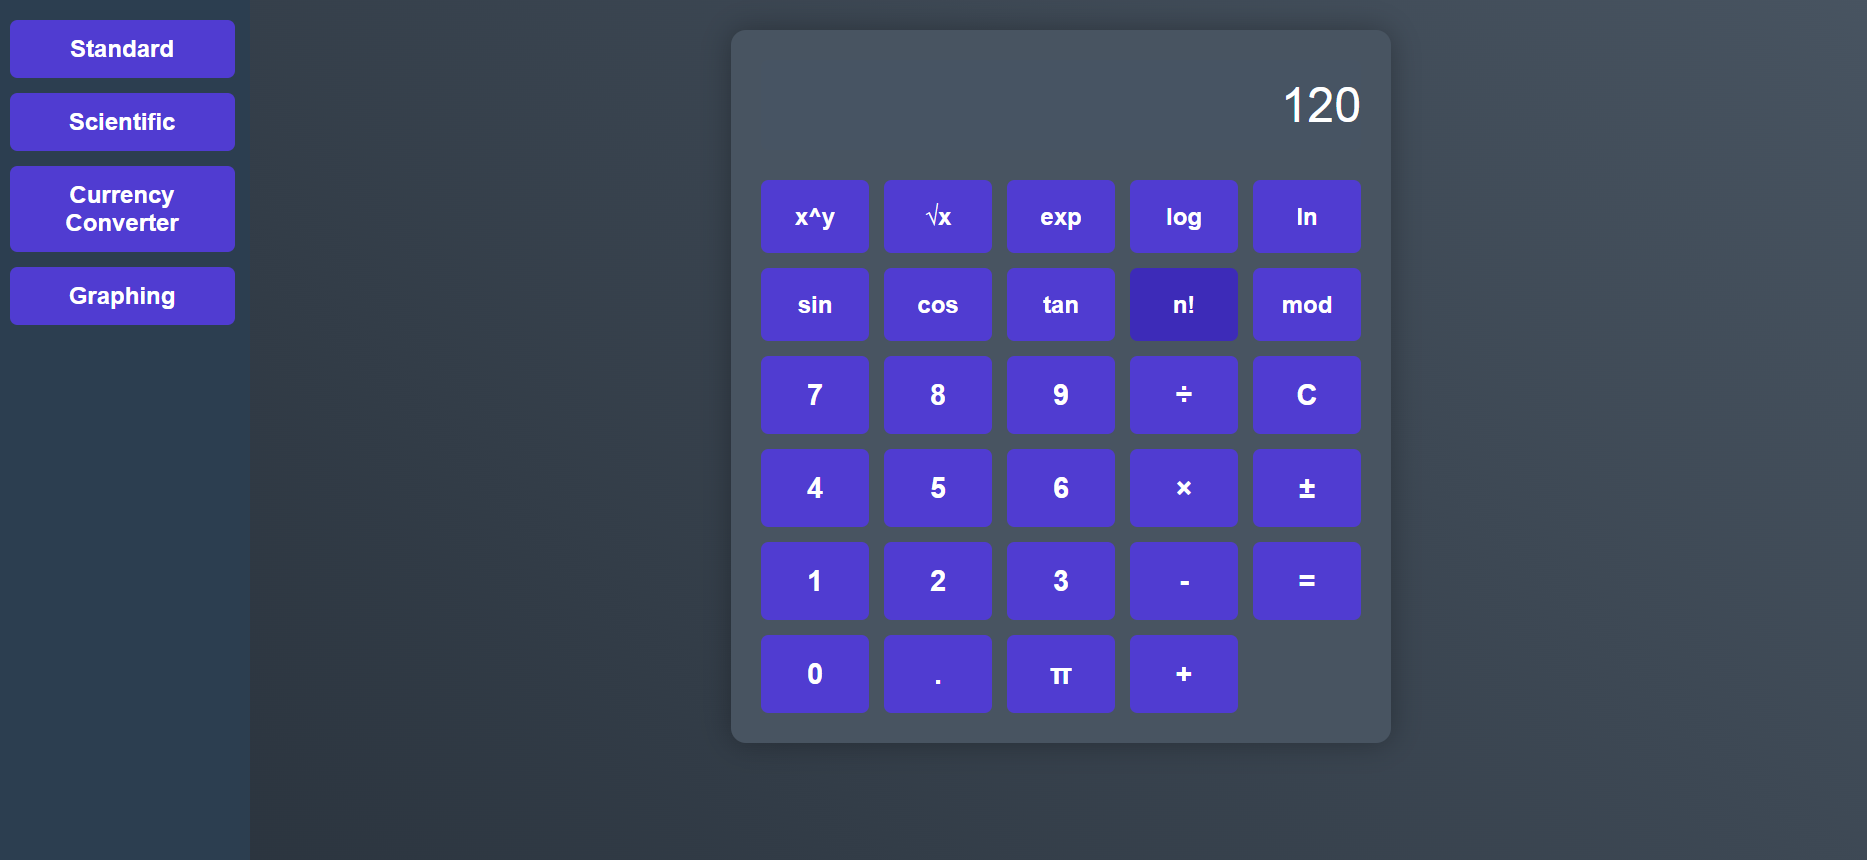 Standard
Scientific
Currency
Converter
Graphing
120
x^y √x exp log ln
sin cos tan n! mod
7 8 9 ÷ C
4 5 6 × ±
1 2 3 - =
0 . π +